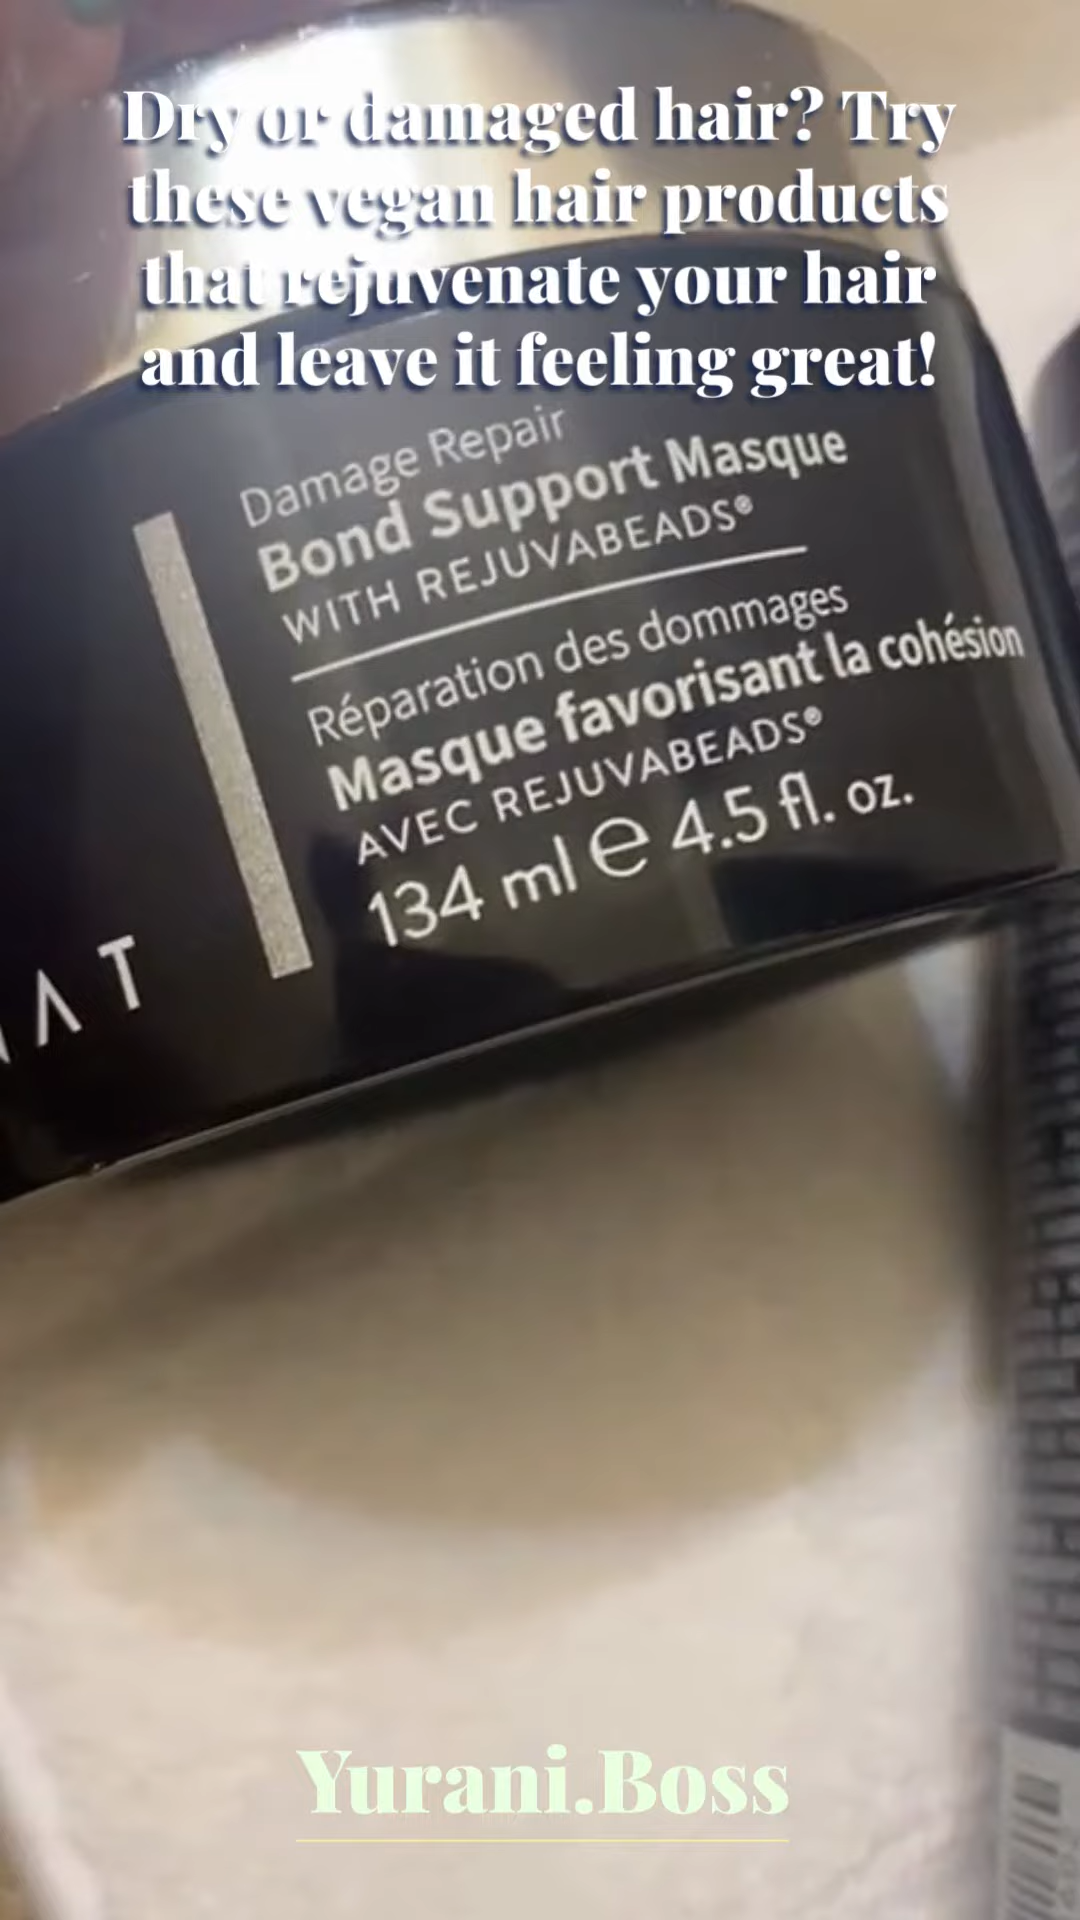 Dry or damaged hair? Try
these vegan hair products
that rejuvenate your hair
and leave it feeling great!
Damage Repair
Bond Support Masque
WITH REJUVABEADS®
Réparation des dommages
Masque favorisant la cohésion
AVEC REJUVABEADS®
134 ml ℮ 4.5 fl. oz.
AT
Yurani.Boss